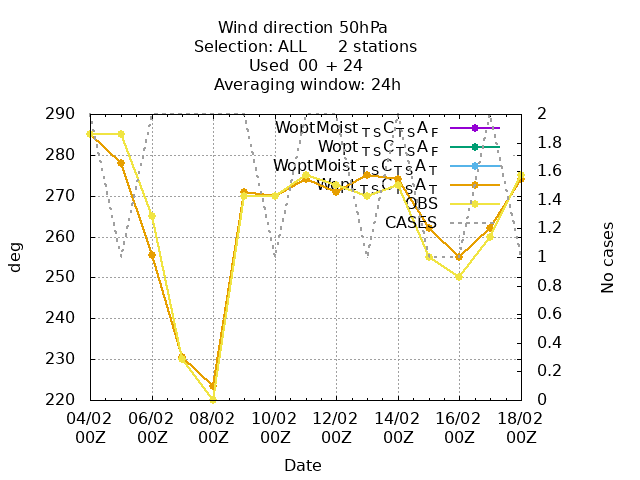 Wind direction 50hPa
Selection: ALL 2 stations
Used 00 + 24
Averaging window: 24h
290
280
270
260
250
240
230
220
deg
2
1.8
1.6
1.4
1.2
1
0.8
0.6
0.4
0.2
0
No cases
WoptMoist TS CTS AF
Wopt TS CTS AF
WoptMoist TS CTS AT
Wopt TS CTS AT
OBS
CASES
04/02 06/02 08/02 10/02 12/02 14/02 16/02 18/02
00Z 00Z 00Z 00Z 00Z 00Z 00Z 00Z
Date